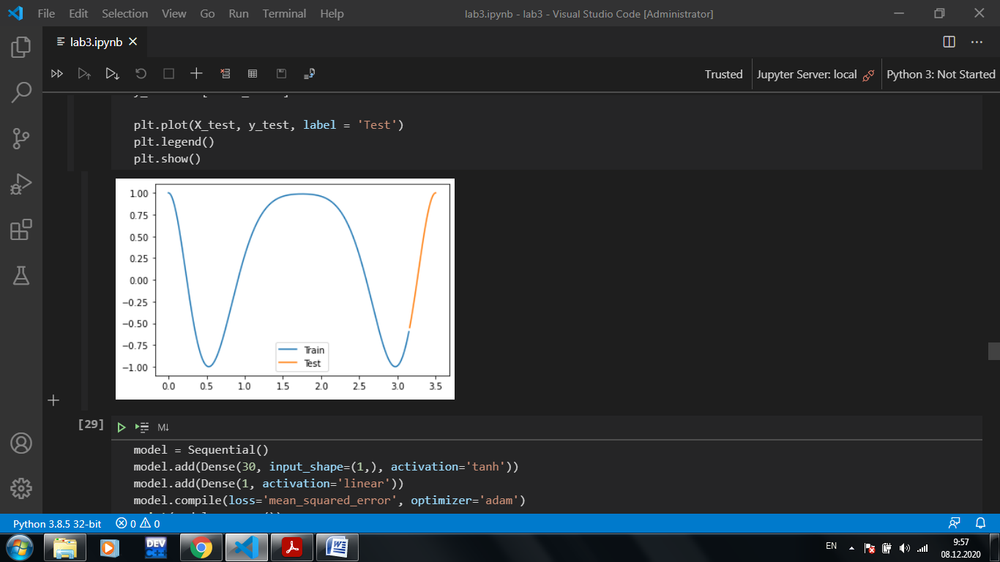 File Edit Selection View Go Run Terminal Help
lab3.ipynb - lab3 - Visual Studio Code [Administrator]
lab3.ipynb
Trusted
Jupyter Server: local
Python 3: Not Started
plt.plot(X_test, y_test, label = 'Test')
plt.legend()
plt.show()
1.00
0.75
0.50
0.25
0.00
−0.25
−0.50
−0.75
−1.00
Train
Test
0.0 0.5 1.0 1.5 2.0 2.5 3.0 3.5
[29]
M↓
model = Sequential()
model.add(Dense(30, input_shape=(1,), activation='tanh'))
model.add(Dense(1, activation='linear'))
model.compile(loss='mean_squared_error', optimizer='adam')
Python 3.8.5 32-bit
0
0
DEV
C++
W
EN
9:57
08.12.2020